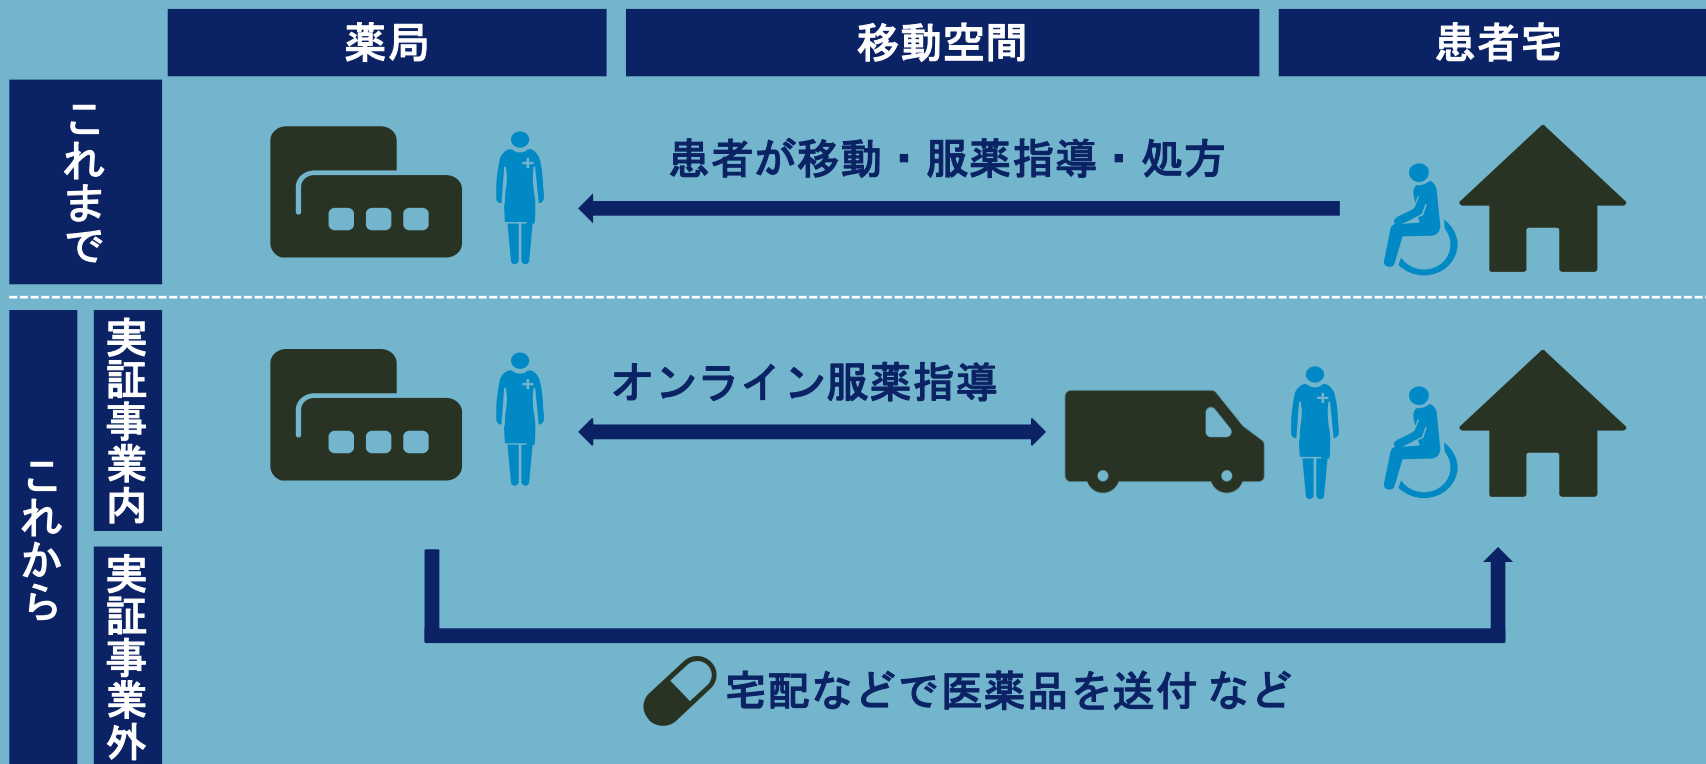 薬局
移動空間
患者宅
これまで
患者が移動・服薬指導・処方
これから
実証事業内
オンライン服薬指導
実証事業外
宅配などで医薬品を送付 など